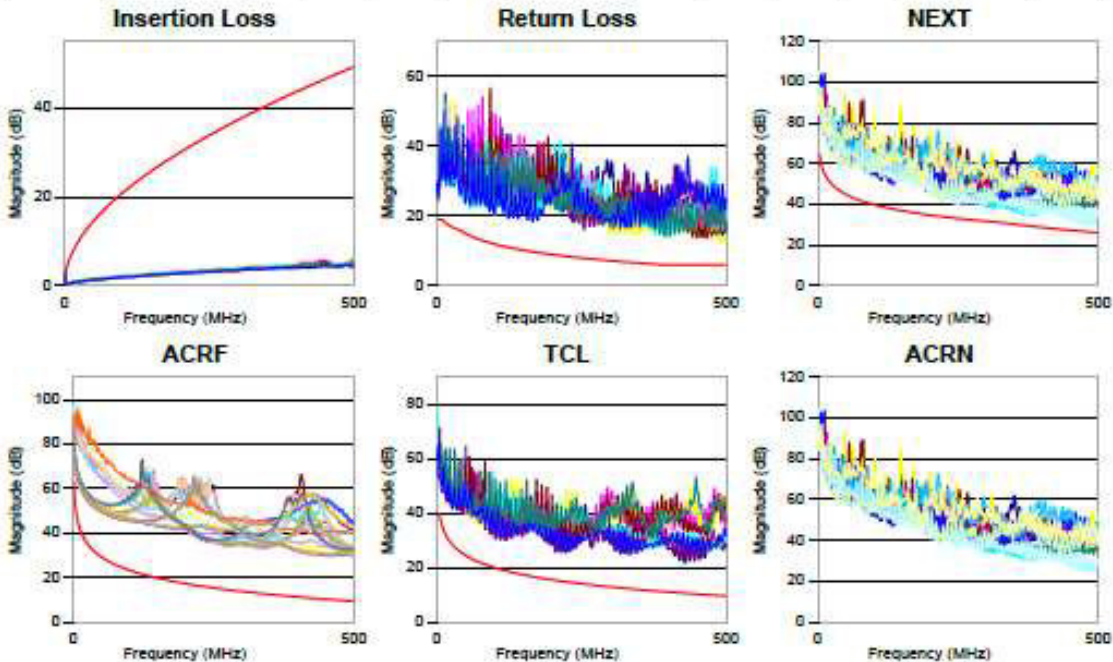 Insertion Loss
Magnitude (dB)
40
20
0
0
500
Frequency (MHz)
Return Loss
Magnitude (dB)
60
40
20
0
0
500
Frequency (MHz)
NEXT
Magnitude (dB)
120
100
80
60
40
20
0
0
500
Frequency (MHz)
ACRF
Magnitude (dB)
100
80
60
40
20
0
0
500
Frequency (MHz)
TCL
Magnitude (dB)
80
60
40
20
0
0
500
Frequency (MHz)
ACRN
Magnitude (dB)
120
100
80
60
40
20
0
0
500
Frequency (MHz)